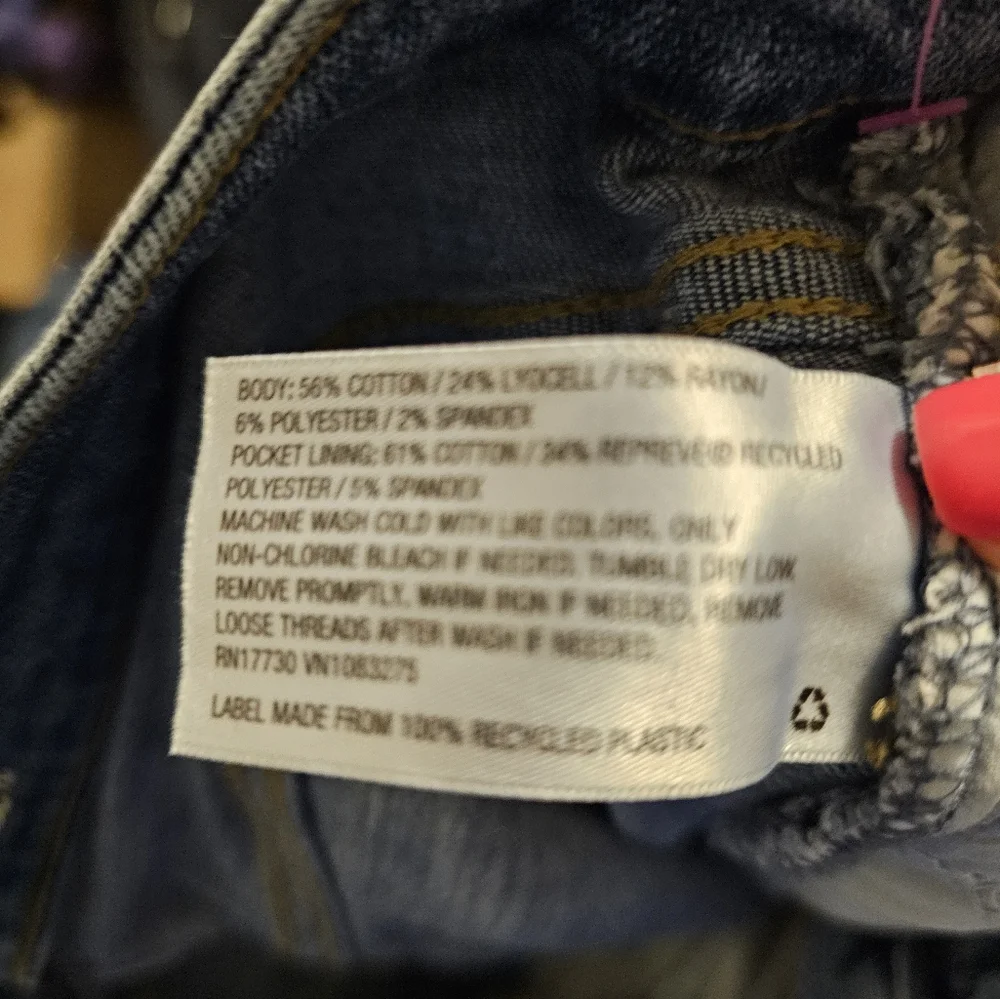 BODY: 56% COTTON / 24% LYOCELL / 12% RAYON/
6% POLYESTER / 2% SPANDEX
POCKET LINING: 61% COTTON / 34% REPREVE® RECYCLED
POLYESTER / 5% SPANDEX
MACHINE WASH COLD WITH LIKE COLORS. ONLY
NON-CHLORINE BLEACH IF NEEDED. TUMBLE DRY LOW.
REMOVE PROMPTLY. WARM IRON IF NEEDED. REMOVE
LOOSE THREADS AFTER WASH IF NEEDED.
RN17730 VN1083275
LABEL MADE FROM 100% RECYCLED PLASTIC